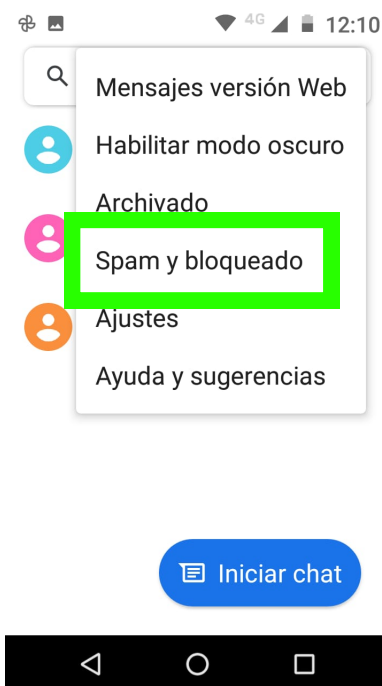 4G 12:10
Mensajes versión Web
Habilitar modo oscuro
Archivado
Spam y bloqueado
Ajustes
Ayuda y sugerencias
Iniciar chat